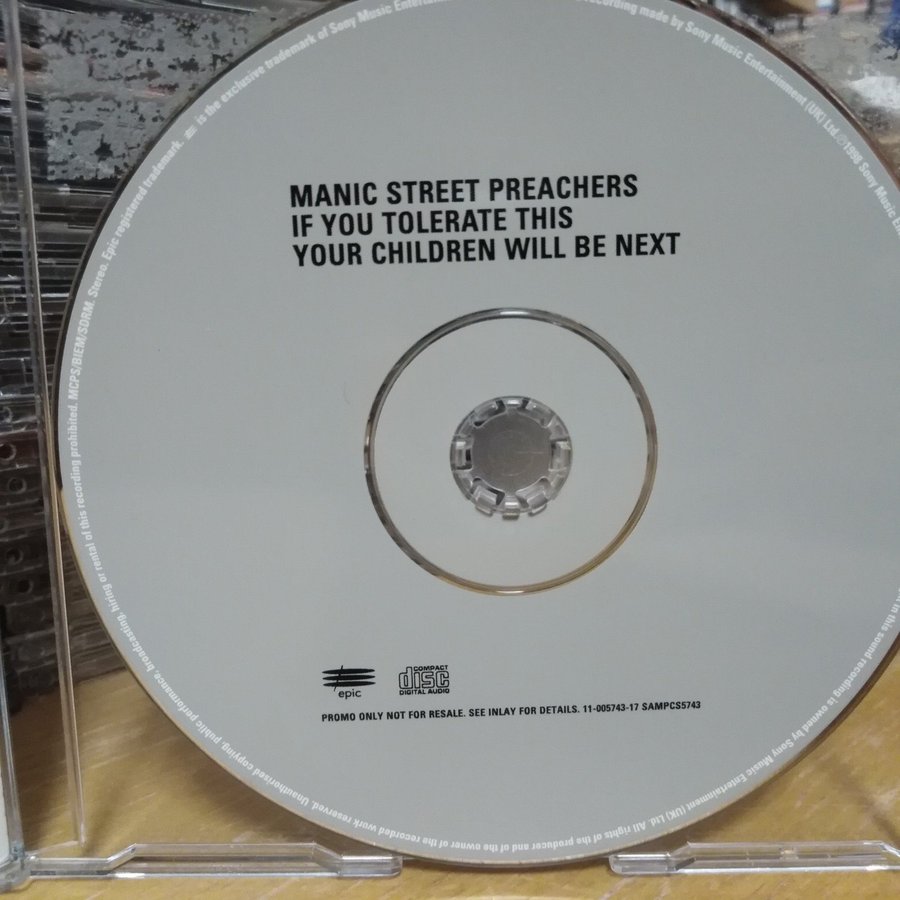 MANIC STREET PREACHERS
IF YOU TOLERATE THIS
YOUR CHILDREN WILL BE NEXT
epic
COMPACT
disc
DIGITAL AUDIO
PROMO ONLY NOT FOR RESALE. SEE INLAY FOR DETAILS. 11-005743-17 SAMPCS5743
recording made by Sony Music Entertainment (UK) Ltd.
1998 Sony Music
in this sound recording is owned by Sony Music Entertainment (UK) Ltd. All rights of the producer and of the owner of the recorded work reserved. Unauthorised copying, public performance, broadcasting, hiring or rental of this recording prohibited. MCPS/BIEM/SDRM. Stereo. Epic registered trademark. is the exclusive trademark of Sony Music Entertainment